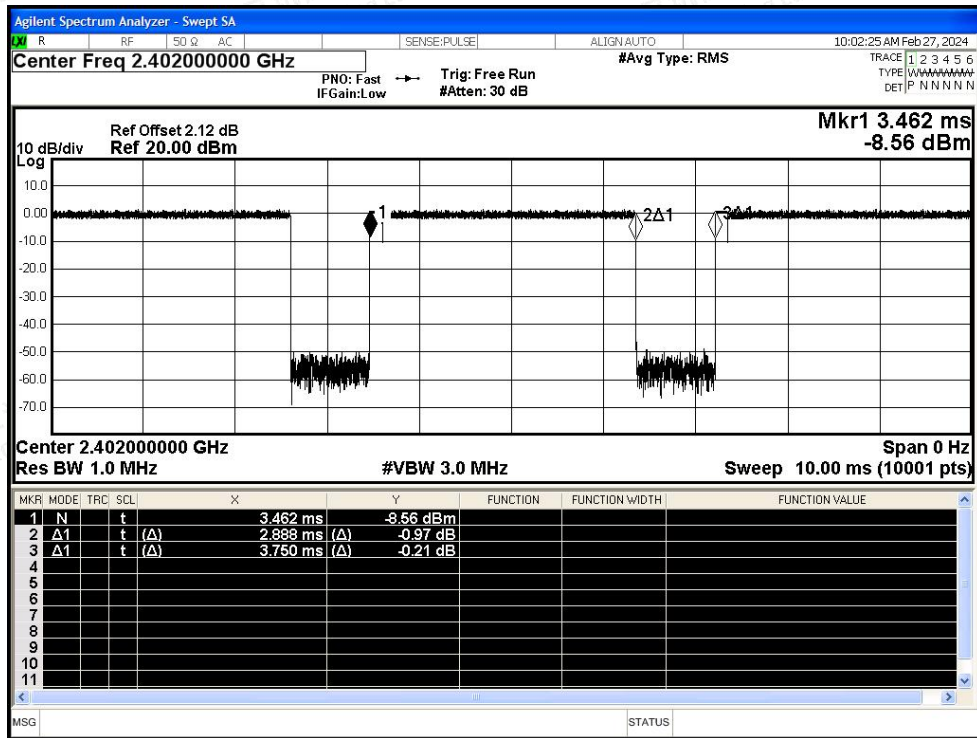 Agilent Spectrum Analyzer - Swept SA
LXI R RF 50 Ω AC SENSE:PULSE ALIGN AUTO 10:02:25 AM Feb 27, 2024
Center Freq 2.402000000 GHz #Avg Type: RMS TRACE 1 2 3 4 5 6
PNO: Fast Trig: Free Run TYPE
IFGain:Low #Atten: 30 dB DET P N N N N N
Mkr1 3.462 ms
Ref Offset 2.12 dB
10 dB/div Ref 20.00 dBm -8.56 dBm
Log
10.0
0.00 1 2Δ1 3Δ1
-10.0
-20.0
-30.0
-40.0
-50.0
-60.0
-70.0
Center 2.402000000 GHz Span 0 Hz
Res BW 1.0 MHz #VBW 3.0 MHz Sweep 10.00 ms (10001 pts)
MKR MODE TRC SCL X Y FUNCTION FUNCTION WIDTH FUNCTION VALUE
1 N t 3.462 ms -8.56 dBm
2 Δ1 t (Δ) 2.888 ms (Δ) -0.97 dB
3 Δ1 t (Δ) 3.750 ms (Δ) -0.21 dB
4
5
6
7
8
9
10
11
MSG STATUS